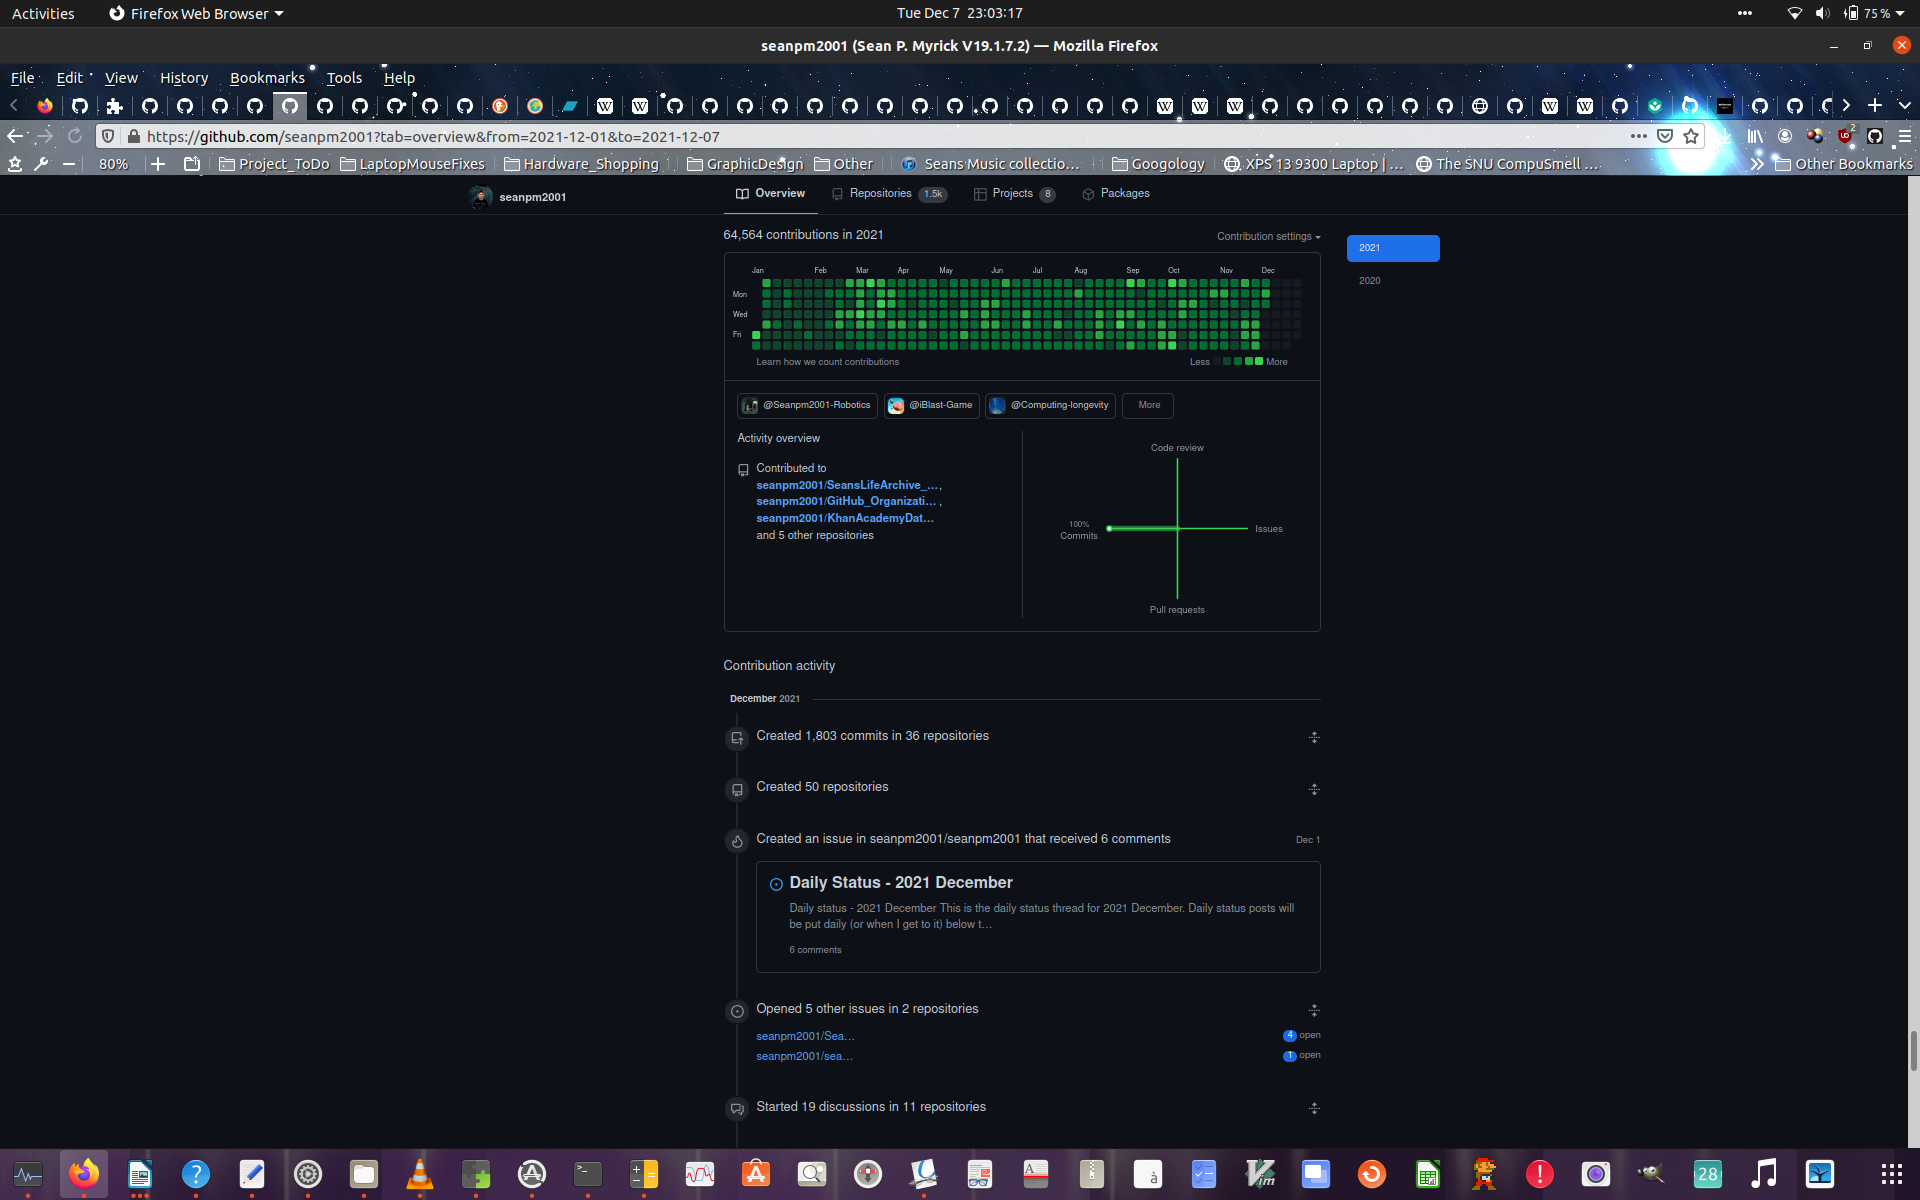 Activities
Firefox Web Browser
Tue Dec 7 23:03:17
75 %
seanpm2001 (Sean P. Myrick V19.1.7.2) — Mozilla Firefox
File Edit View History Bookmarks Tools Help
https://github.com/seanpm2001?tab=overview&from=2021-12-01&to=2021-12-07
2
80%
Project_ToDo
LaptopMouseFixes
Hardware_Shopping
GraphicDesign
Other
Seans Music collectio…
Googology
XPS 13 9300 Laptop | …
The SNU CompuSmell …
Other Bookmarks
seanpm2001
Overview
Repositories 1.5k
Projects 8
Packages
64,564 contributions in 2021
Contribution settings
2021
2020
Jan Feb Mar Apr May Jun Jul Aug Sep Oct Nov Dec
Mon
Wed
Fri
Learn how we count contributions
Less More
@Seanpm2001-Robotics
@iBlast-Game
@Computing-longevity
More
Activity overview
Contributed to
seanpm2001/SeansLifeArchive_…,
seanpm2001/GitHub_Organizati… ,
seanpm2001/KhanAcademyDat…
and 5 other repositories
Code review
100%
Commits
Issues
Pull requests
Contribution activity
December 2021
Created 1,803 commits in 36 repositories
Created 50 repositories
Created an issue in seanpm2001/seanpm2001 that received 6 comments
Dec 1
Daily Status - 2021 December
Daily status - 2021 December This is the daily status thread for 2021 December. Daily status posts will
be put daily (or when I get to it) below t…
6 comments
Opened 5 other issues in 2 repositories
seanpm2001/Sea…
4 open
seanpm2001/sea…
1 open
Started 19 discussions in 11 repositories
28